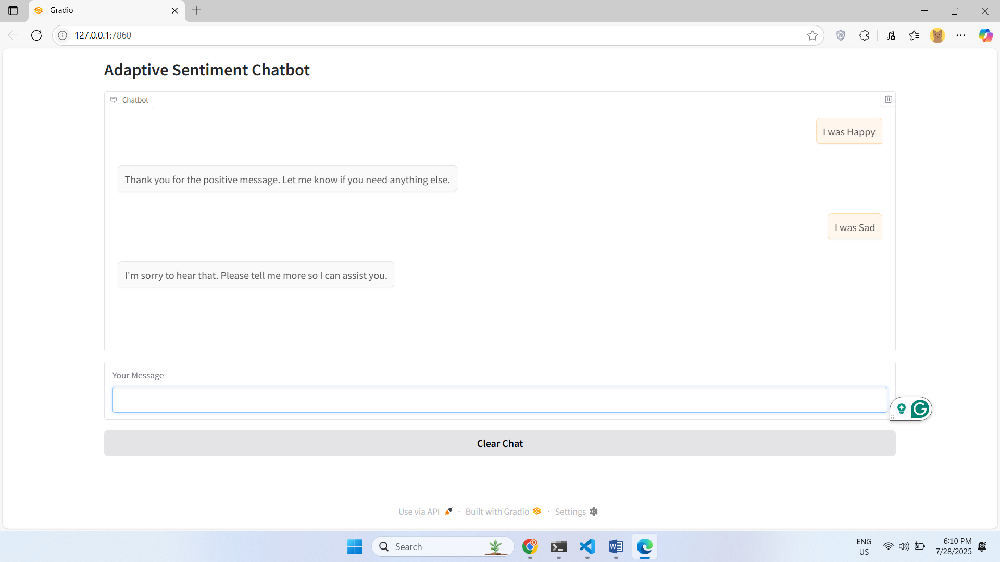 Gradio
127.0.0.1:7860
Adaptive Sentiment Chatbot
Chatbot
I was Happy
Thank you for the positive message. Let me know if you need anything else.
I was Sad
I'm sorry to hear that. Please tell me more so I can assist you.
Your Message
Clear Chat
Use via API · Built with Gradio · Settings
Search
ENG
US
6:10 PM
7/28/2025